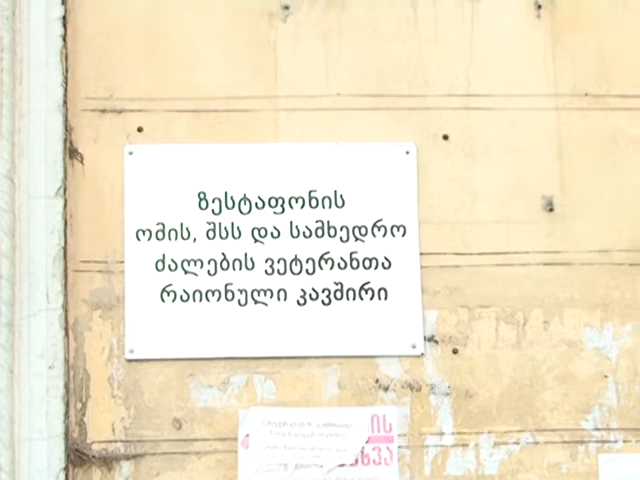 ზესტაფონის
ომის, შსს და სამხედრო
ძალების ვეტერანთა
რაიონული კავშირი